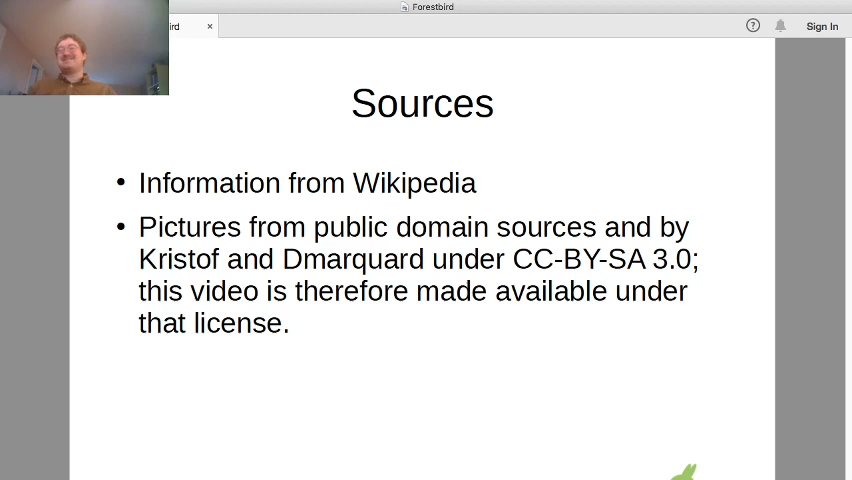 Forestbird
ird ×
? Sign In
Sources
• Information from Wikipedia
• Pictures from public domain sources and by
Kristof and Dmarquard under CC-BY-SA 3.0;
this video is therefore made available under
that license.